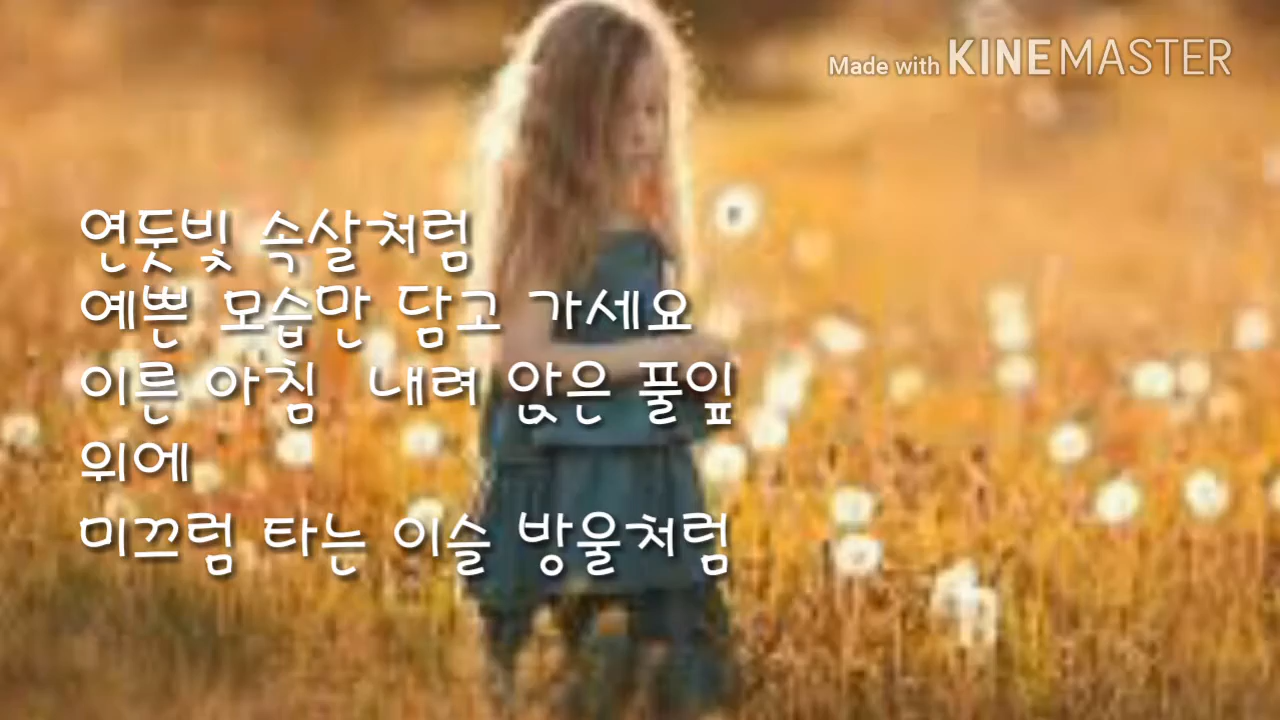 Made with KINEMASTER
연둣빛 속살처럼
예쁜 모습만 담고 가세요
이른 아침 내려 앉은 풀잎
위에
미끄럼 타는 이슬 방울처럼